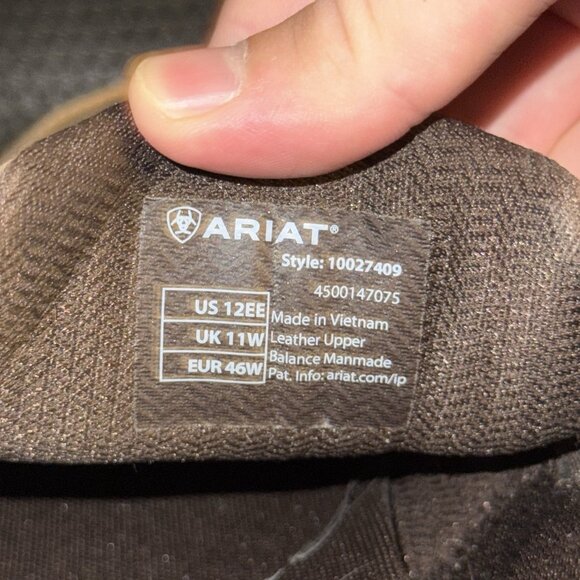 ARIAT®
Style: 10027409
4500147075
US 12EE
UK 11W
EUR 46W
Made in Vietnam
Leather Upper
Balance Manmade
Pat. Info: ariat.com/ip